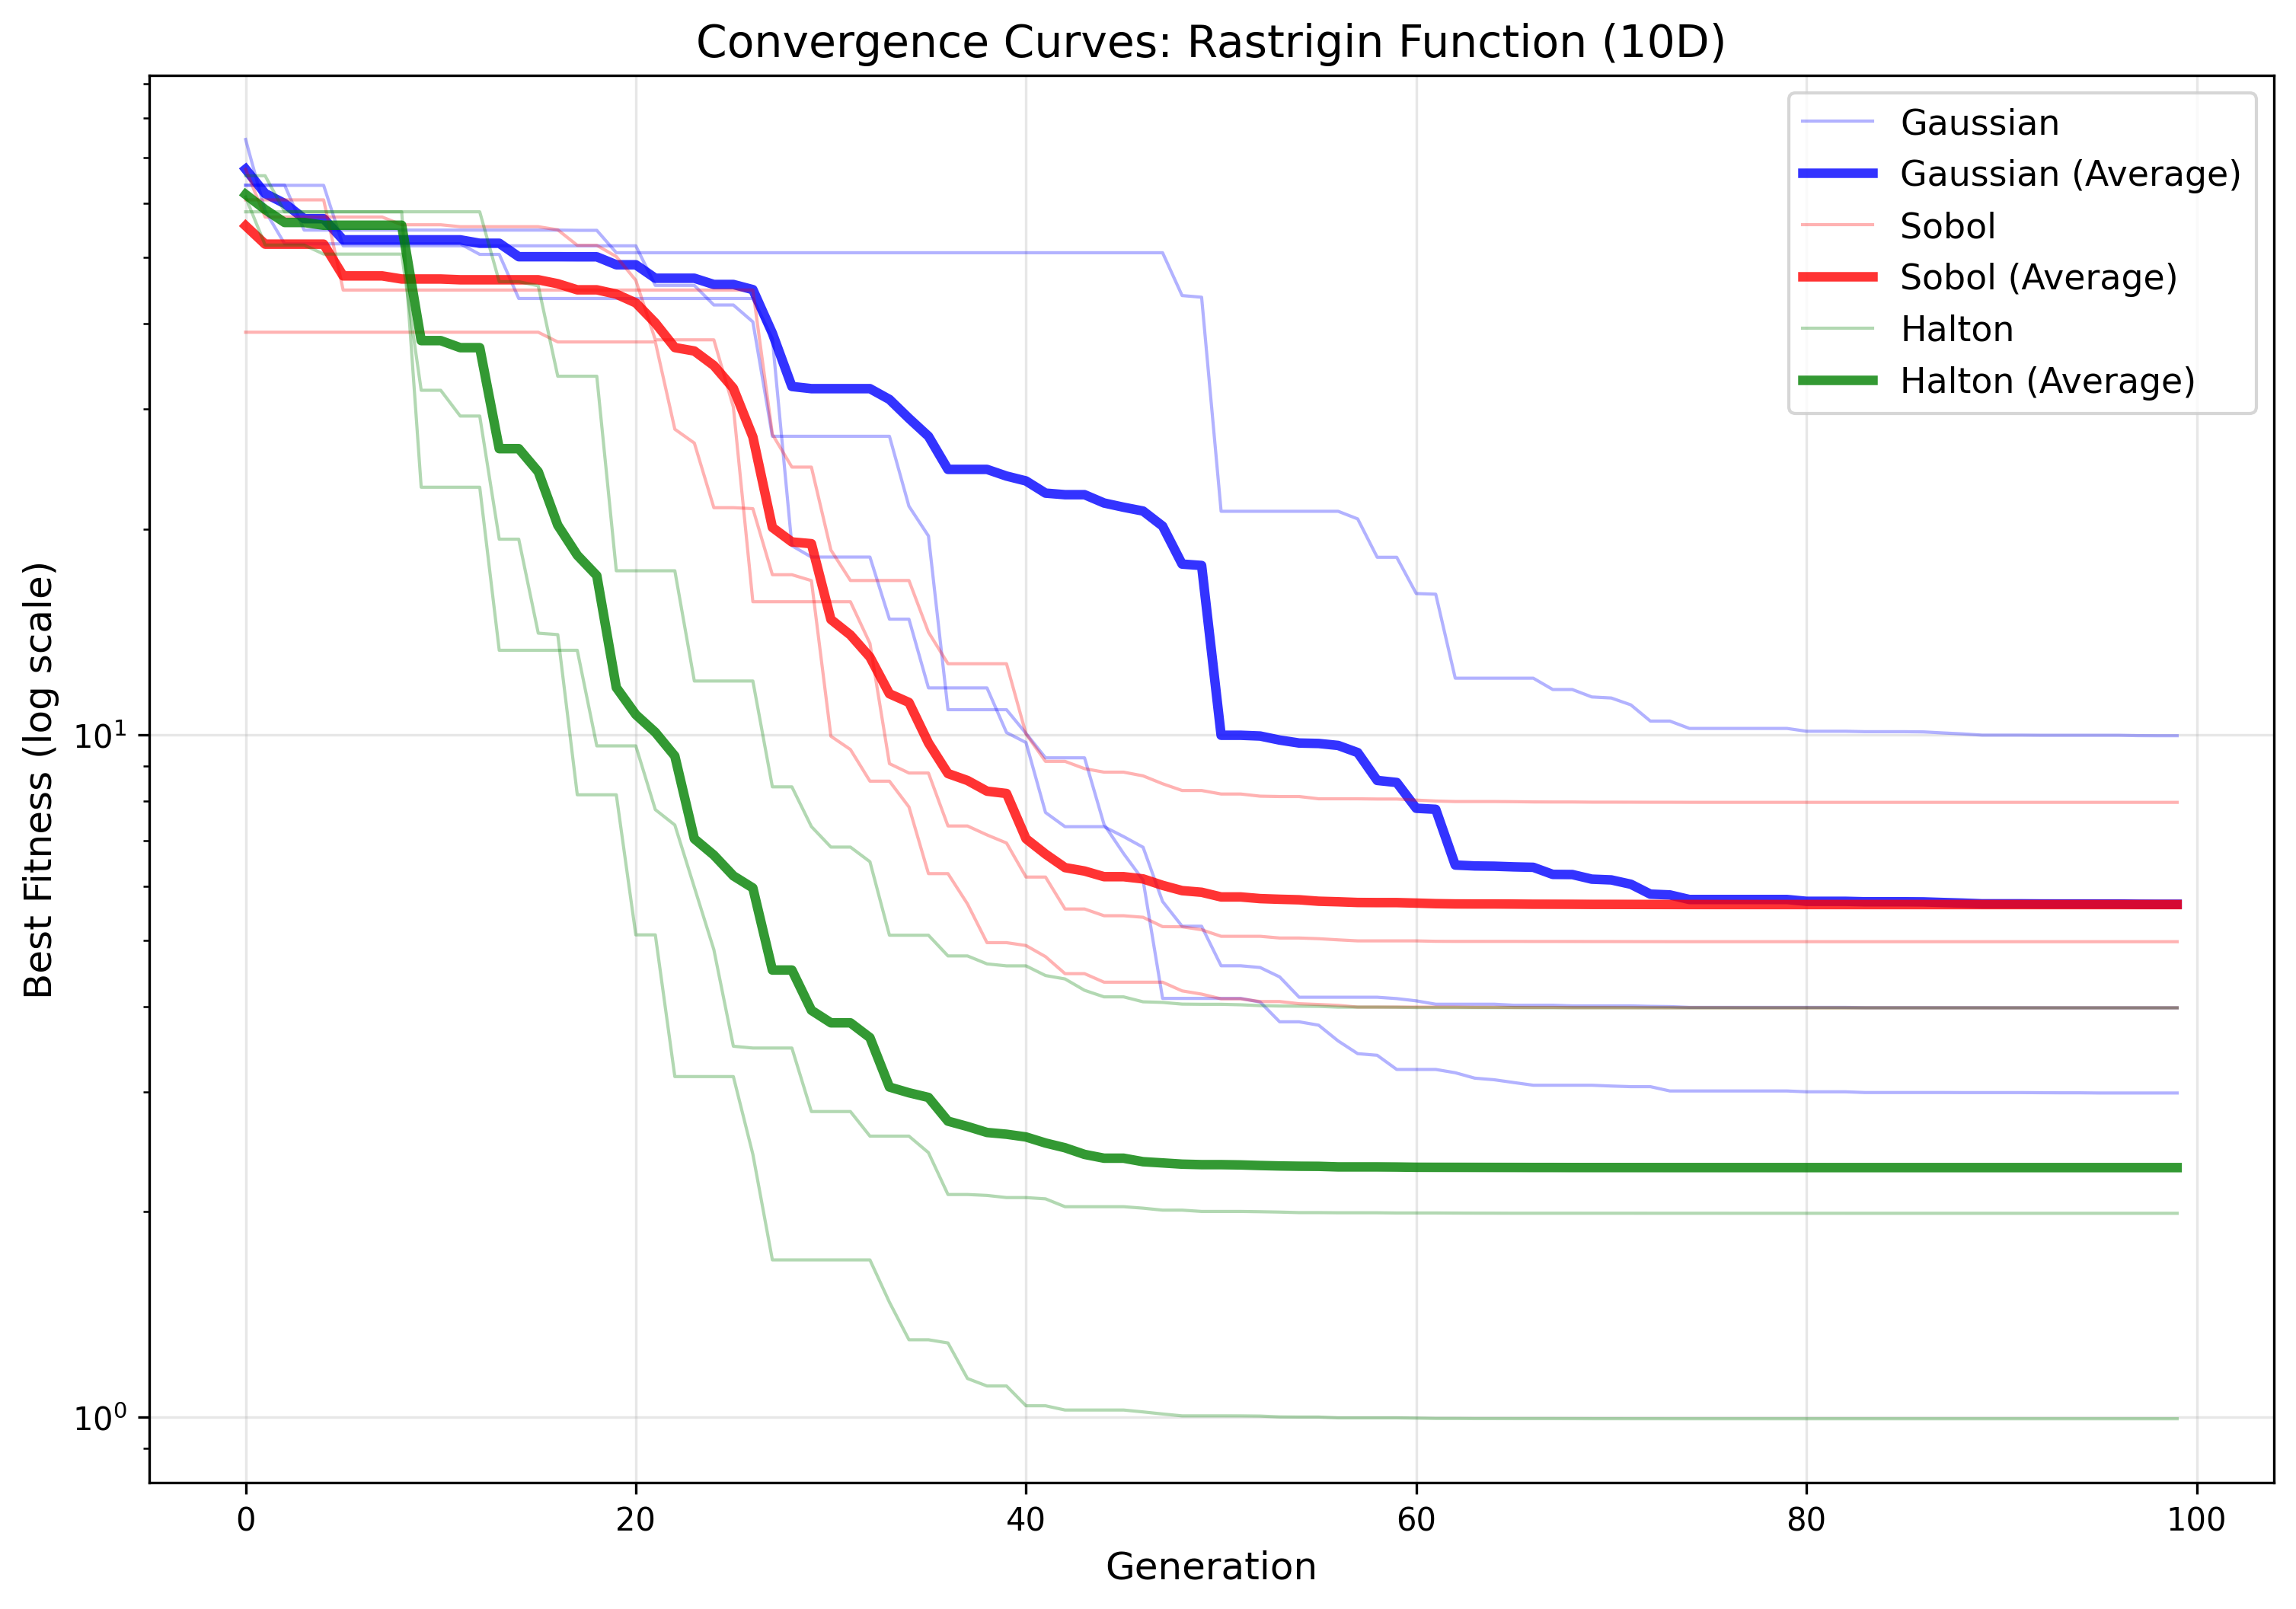 Convergence Curves: Rastrigin Function (10D)
Gaussian
Gaussian (Average)
Sobol
Sobol (Average)
Halton
Halton (Average)
Best Fitness (log scale)
10¹
10⁰
0 20 40 60 80 100
Generation